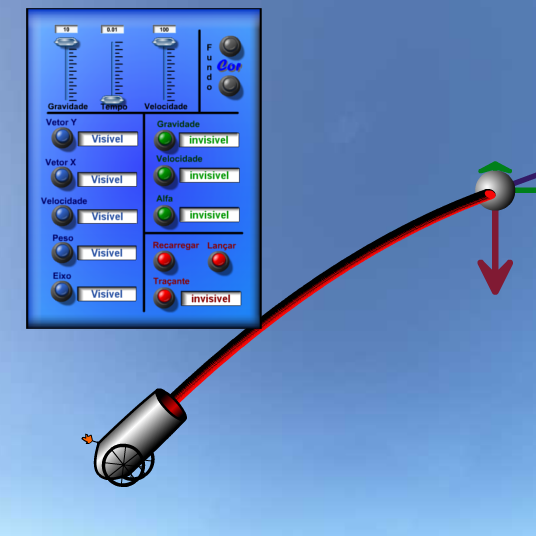 10 0.01 100
Gravidade Tempo Velocidade
Fundo
Cor
Vetor Y
Visível
Vetor X
Visível
Velocidade
Visível
Peso
Visível
Eixo
Visível
Gravidade
invisível
Velocidade
invisível
Alfa
invisível
Recarregar Lançar
Traçante
invisível